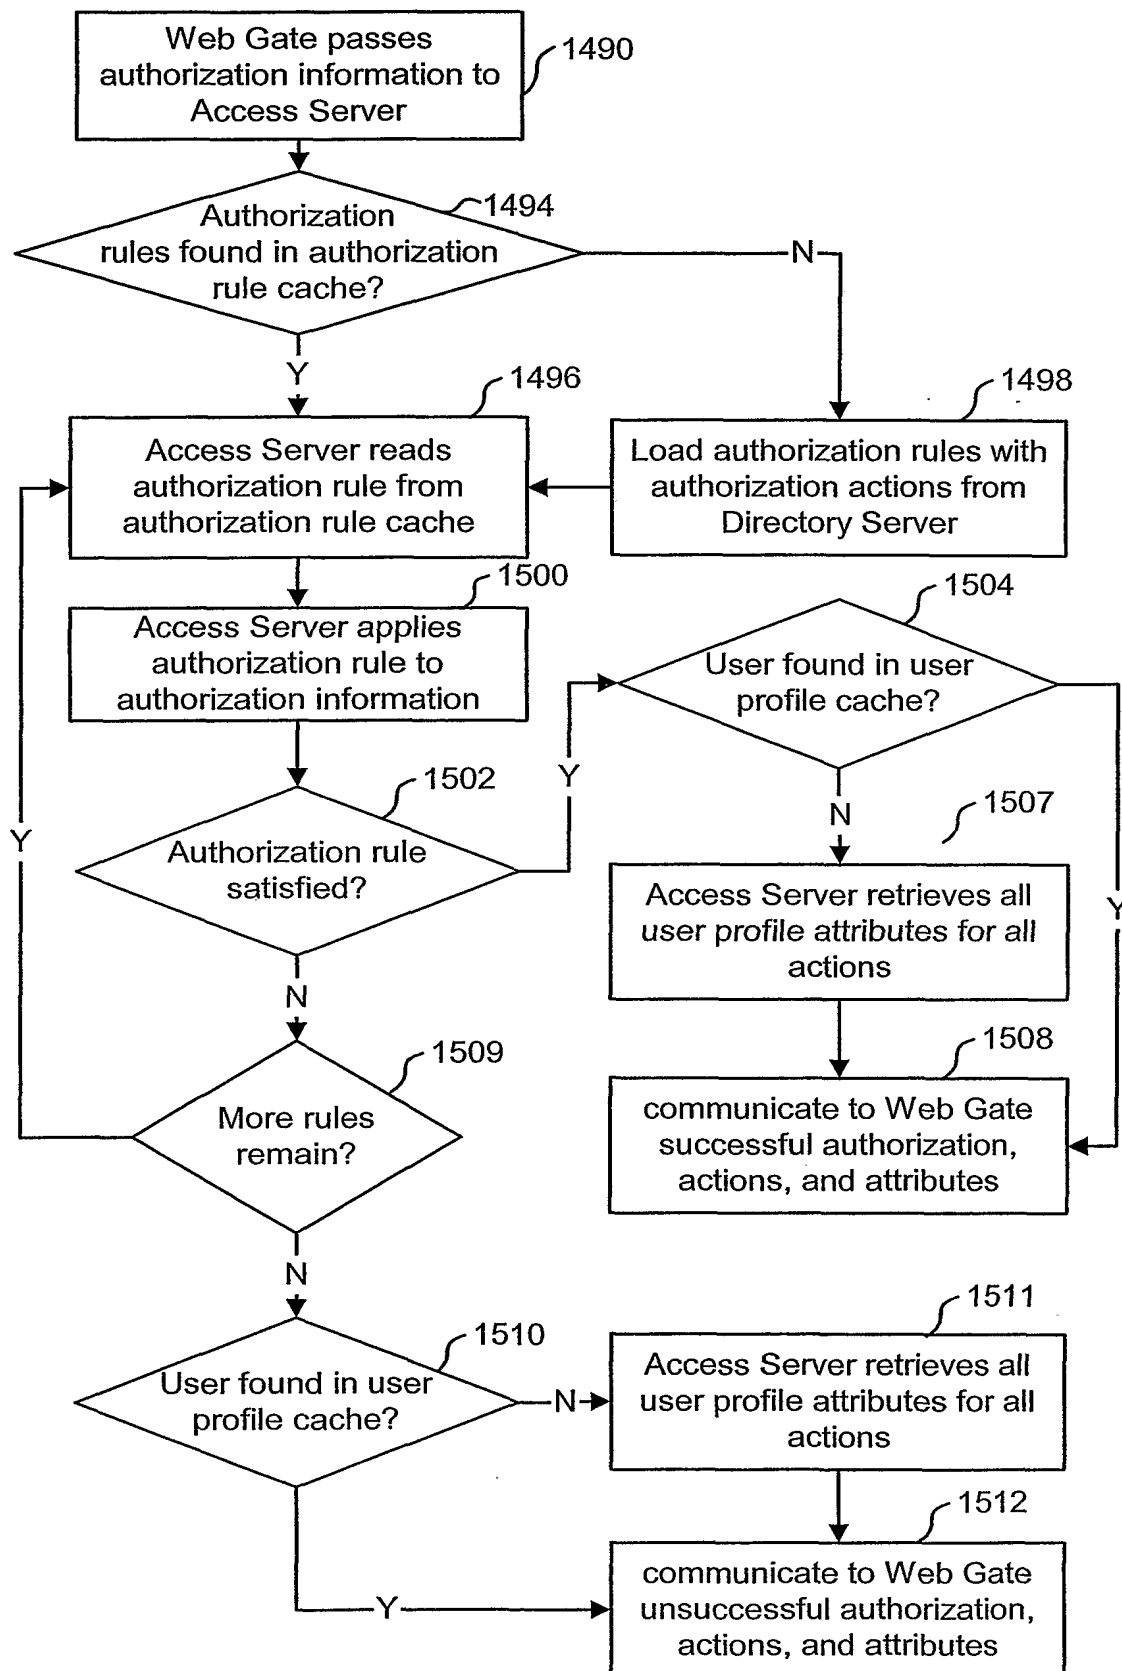 Web Gate passes
authorization information to
Access Server
1490
1494
Authorization
rules found in authorization
rule cache?
N
Y
1496
1498
Access Server reads
authorization rule from
authorization rule cache
Load authorization rules with
authorization actions from
Directory Server
1500
1504
Access Server applies
authorization rule to
authorization information
User found in user
profile cache?
Y
1502
N
1507
Y
Authorization rule
satisfied?
Access Server retrieves all
user profile attributes for all
actions
Y
N
1509
1508
More rules
remain?
communicate to Web Gate
successful authorization,
actions, and attributes
N
1511
1510
User found in user
profile cache?
N
Access Server retrieves all
user profile attributes for all
actions
1512
Y
communicate to Web Gate
unsuccessful authorization,
actions, and attributes